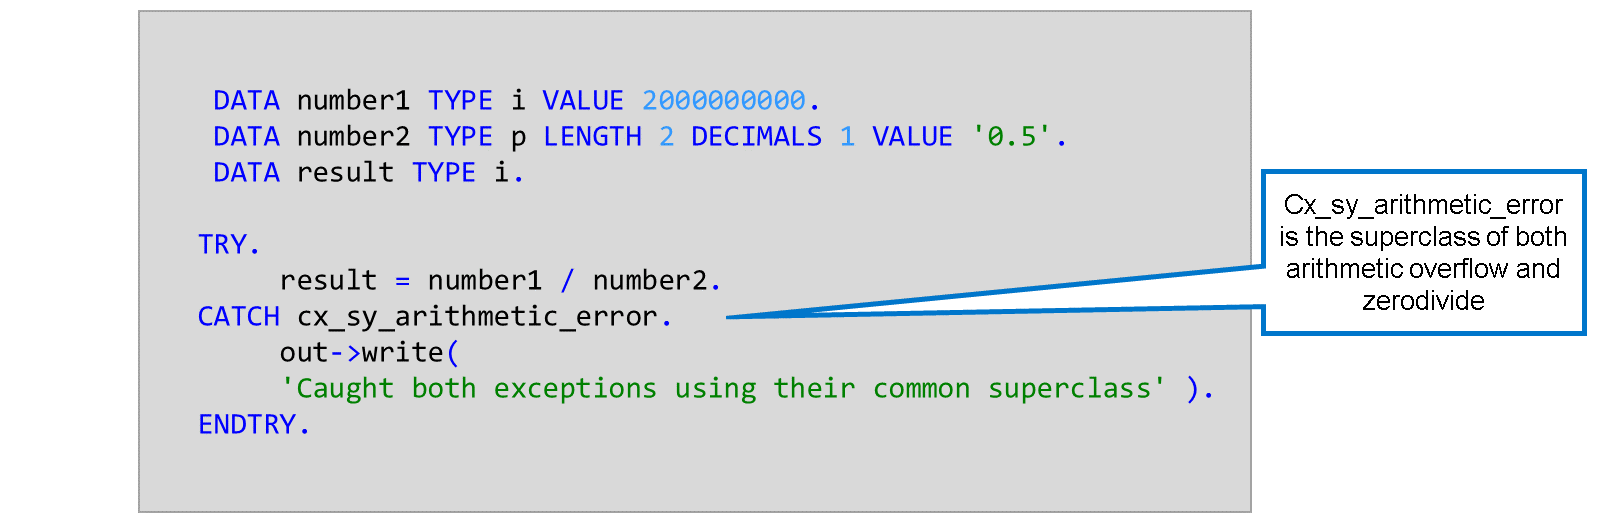 DATA number1 TYPE i VALUE 2000000000.
DATA number2 TYPE p LENGTH 2 DECIMALS 1 VALUE '0.5'.
DATA result TYPE i.
TRY.
result = number1 / number2.
CATCH cx_sy_arithmetic_error.
out->write(
'Caught both exceptions using their common superclass' ).
ENDTRY.
Cx_sy_arithmetic_error
is the superclass of both
arithmetic overflow and
zerodivide